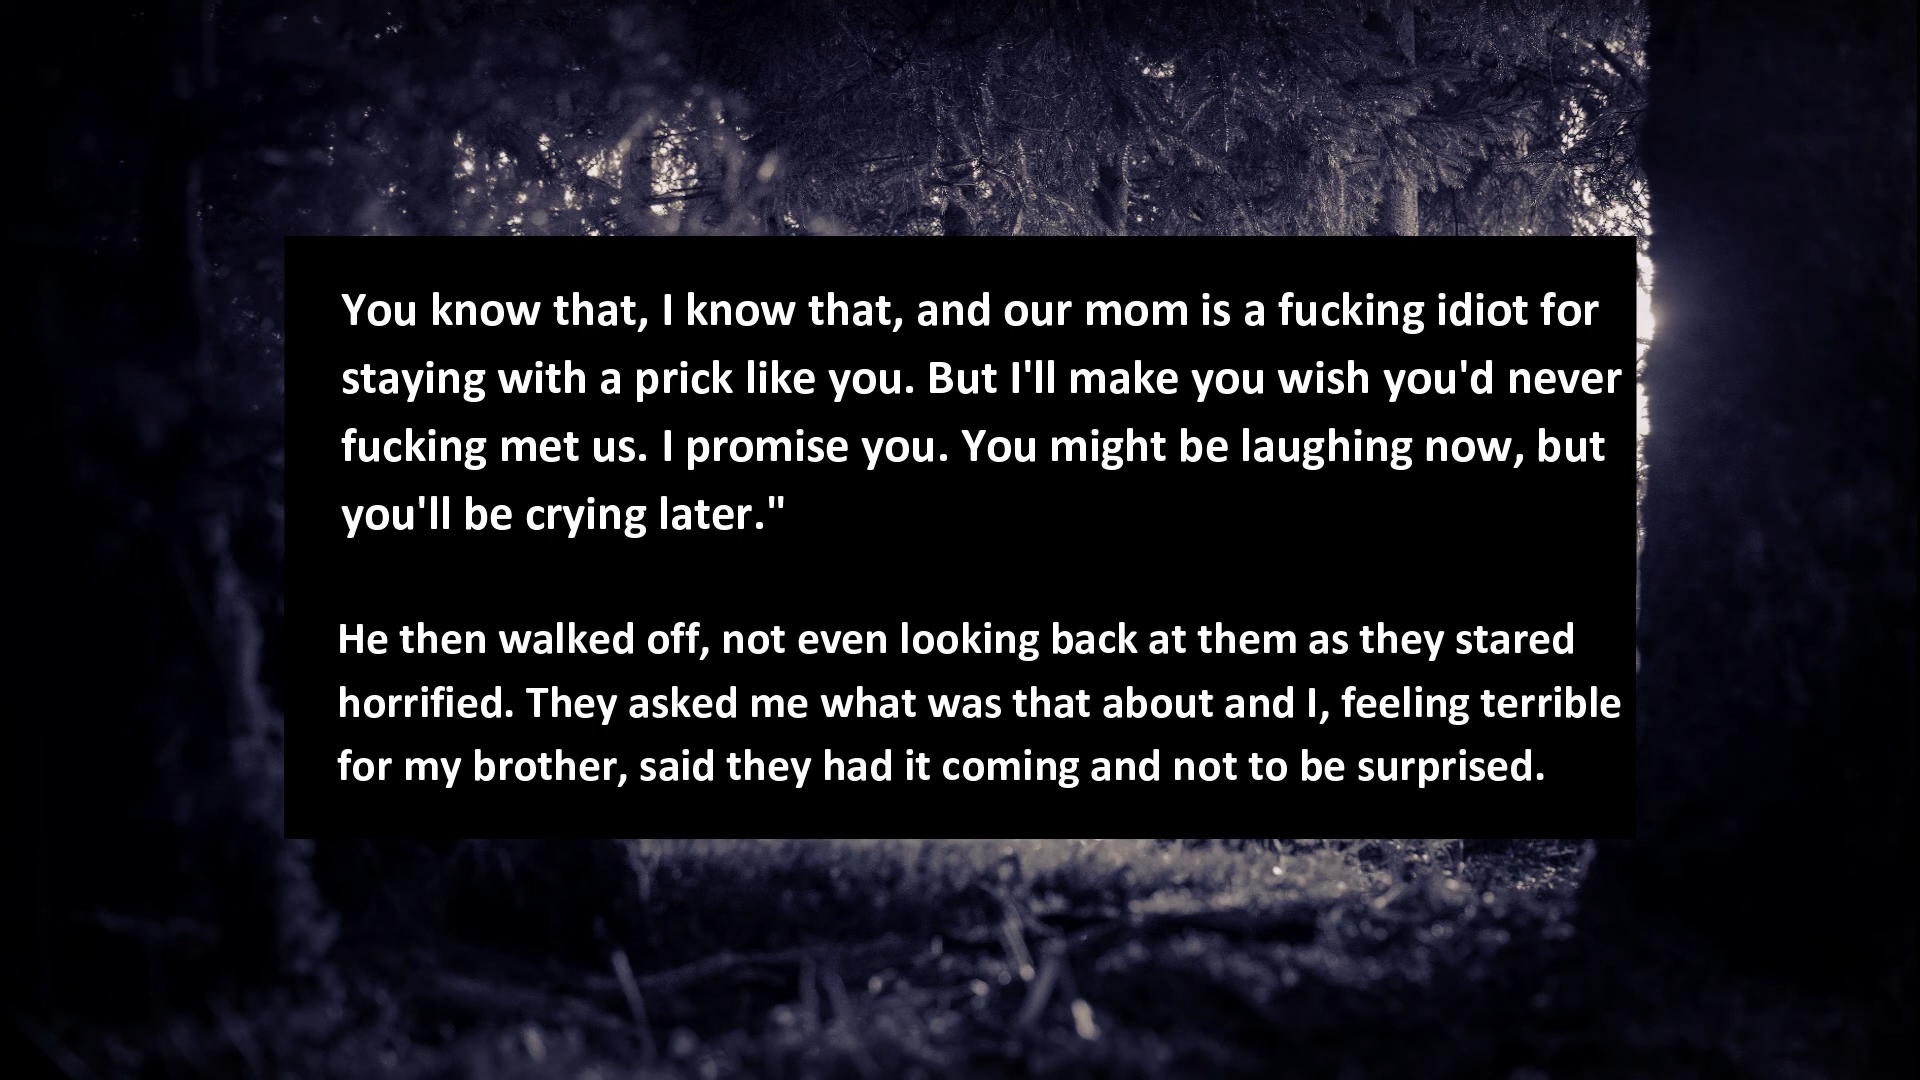 You know that, I know that, and our mom is a fucking idiot for
staying with a prick like you. But I'll make you wish you'd never
fucking met us. I promise you. You might be laughing now, but
you'll be crying later."
He then walked off, not even looking back at them as they stared
horrified. They asked me what was that about and I, feeling terrible
for my brother, said they had it coming and not to be surprised.